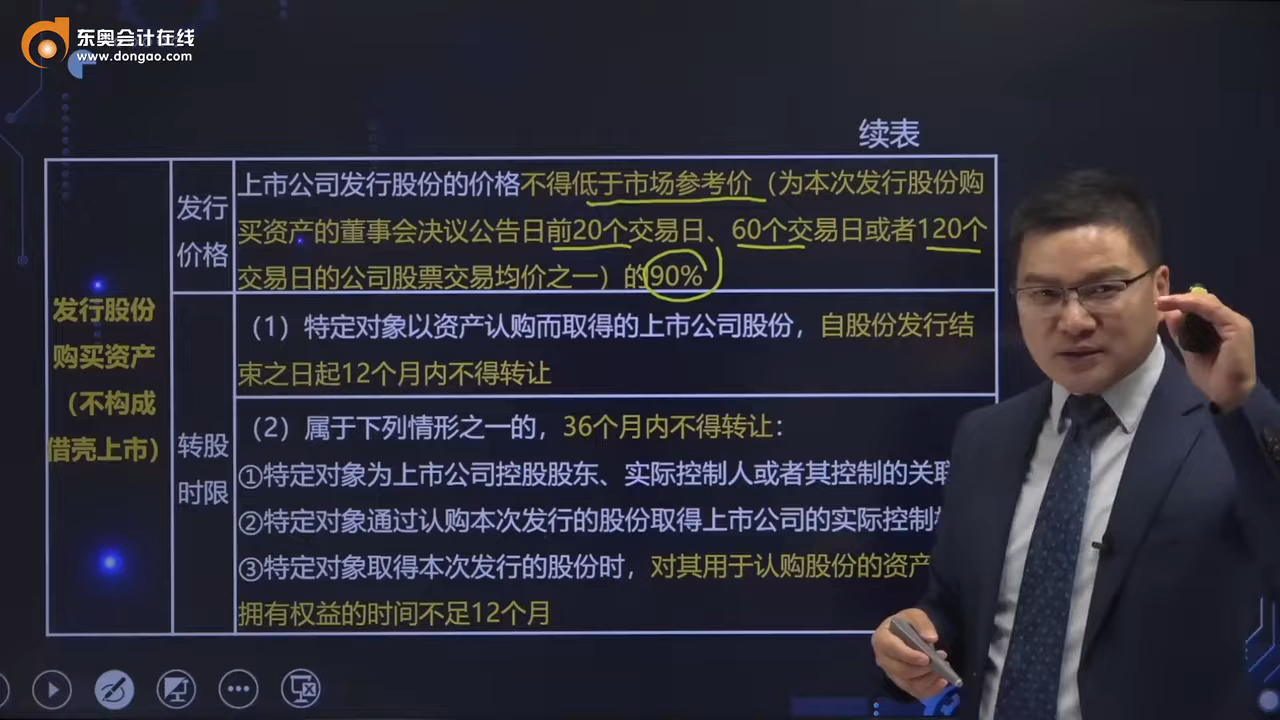 东奥会计在线
www.dongao.com
续表
发行股份
购买资产
（不构成
借壳上市）
发行
价格
上市公司发行股份的价格不得低于市场参考价（为本次发行股份购
买资产的董事会决议公告日前20个交易日、60个交易日或者120个
交易日的公司股票交易均价之一）的90%
转股
时限
（1）特定对象以资产认购而取得的上市公司股份，自股份发行结
束之日起12个月内不得转让
（2）属于下列情形之一的，36个月内不得转让：
①特定对象为上市公司控股股东、实际控制人或者其控制的关
②特定对象通过认购本次发行的股份取得上市公司的实际控制
③特定对象取得本次发行的股份时，对其用于认购股份的资产
拥有权益的时间不足12个月